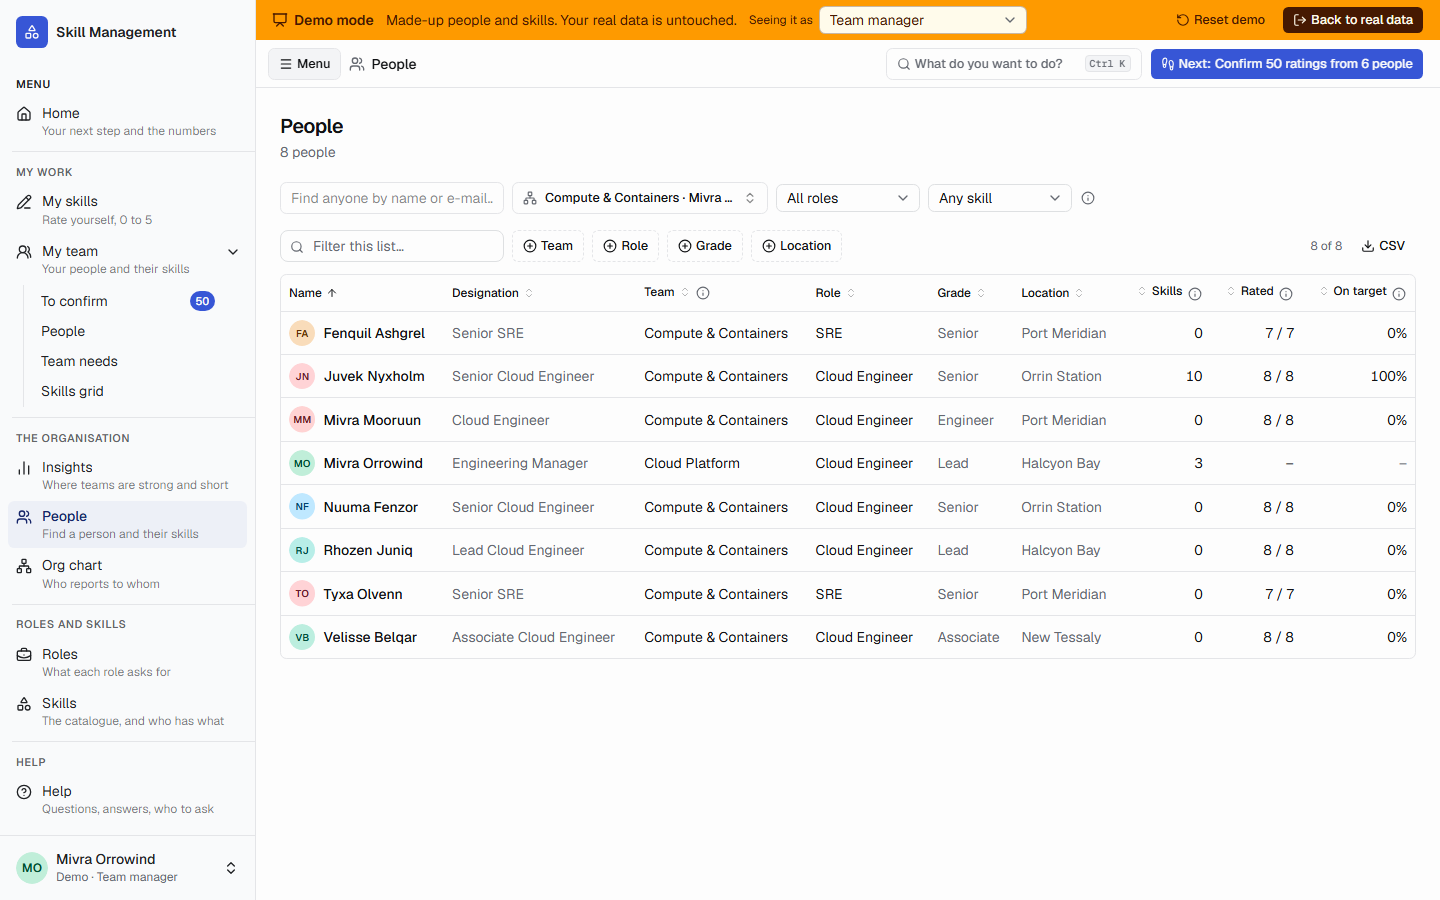 Skill Management
MENU
Home
Your next step and the numbers
MY WORK
My skills
Rate yourself, 0 to 5
My team
Your people and their skills
To confirm 50
People
Team needs
Skills grid
THE ORGANISATION
Insights
Where teams are strong and short
People
Find a person and their skills
Org chart
Who reports to whom
ROLES AND SKILLS
Roles
What each role asks for
Skills
The catalogue, and who has what
HELP
Help
Questions, answers, who to ask
MO Mivra Orrowind
Demo · Team manager
Demo mode Made-up people and skills. Your real data is untouched. Seeing it as Team manager Reset demo Back to real data
Menu People What do you want to do? Ctrl K Next: Confirm 50 ratings from 6 people
People
8 people
Find anyone by name or e-mail.. Compute & Containers · Mivra ... All roles Any skill
Filter this list... Team Role Grade Location 8 of 8 CSV
Name Designation Team Role Grade Location Skills Rated On target
FA Fenquil Ashgrel Senior SRE Compute & Containers SRE Senior Port Meridian 0 7 / 7 0%
JN Juvek Nyxholm Senior Cloud Engineer Compute & Containers Cloud Engineer Senior Orrin Station 10 8 / 8 100%
MM Mivra Mooruun Cloud Engineer Compute & Containers Cloud Engineer Engineer Port Meridian 0 8 / 8 0%
MO Mivra Orrowind Engineering Manager Cloud Platform Cloud Engineer Lead Halcyon Bay 3 – –
NF Nuuma Fenzor Senior Cloud Engineer Compute & Containers Cloud Engineer Senior Orrin Station 0 8 / 8 0%
RJ Rhozen Juniq Lead Cloud Engineer Compute & Containers Cloud Engineer Lead Halcyon Bay 0 8 / 8 0%
TO Tyxa Olvenn Senior SRE Compute & Containers SRE Senior Port Meridian 0 7 / 7 0%
VB Velisse Belqar Associate Cloud Engineer Compute & Containers Cloud Engineer Associate New Tessaly 0 8 / 8 0%